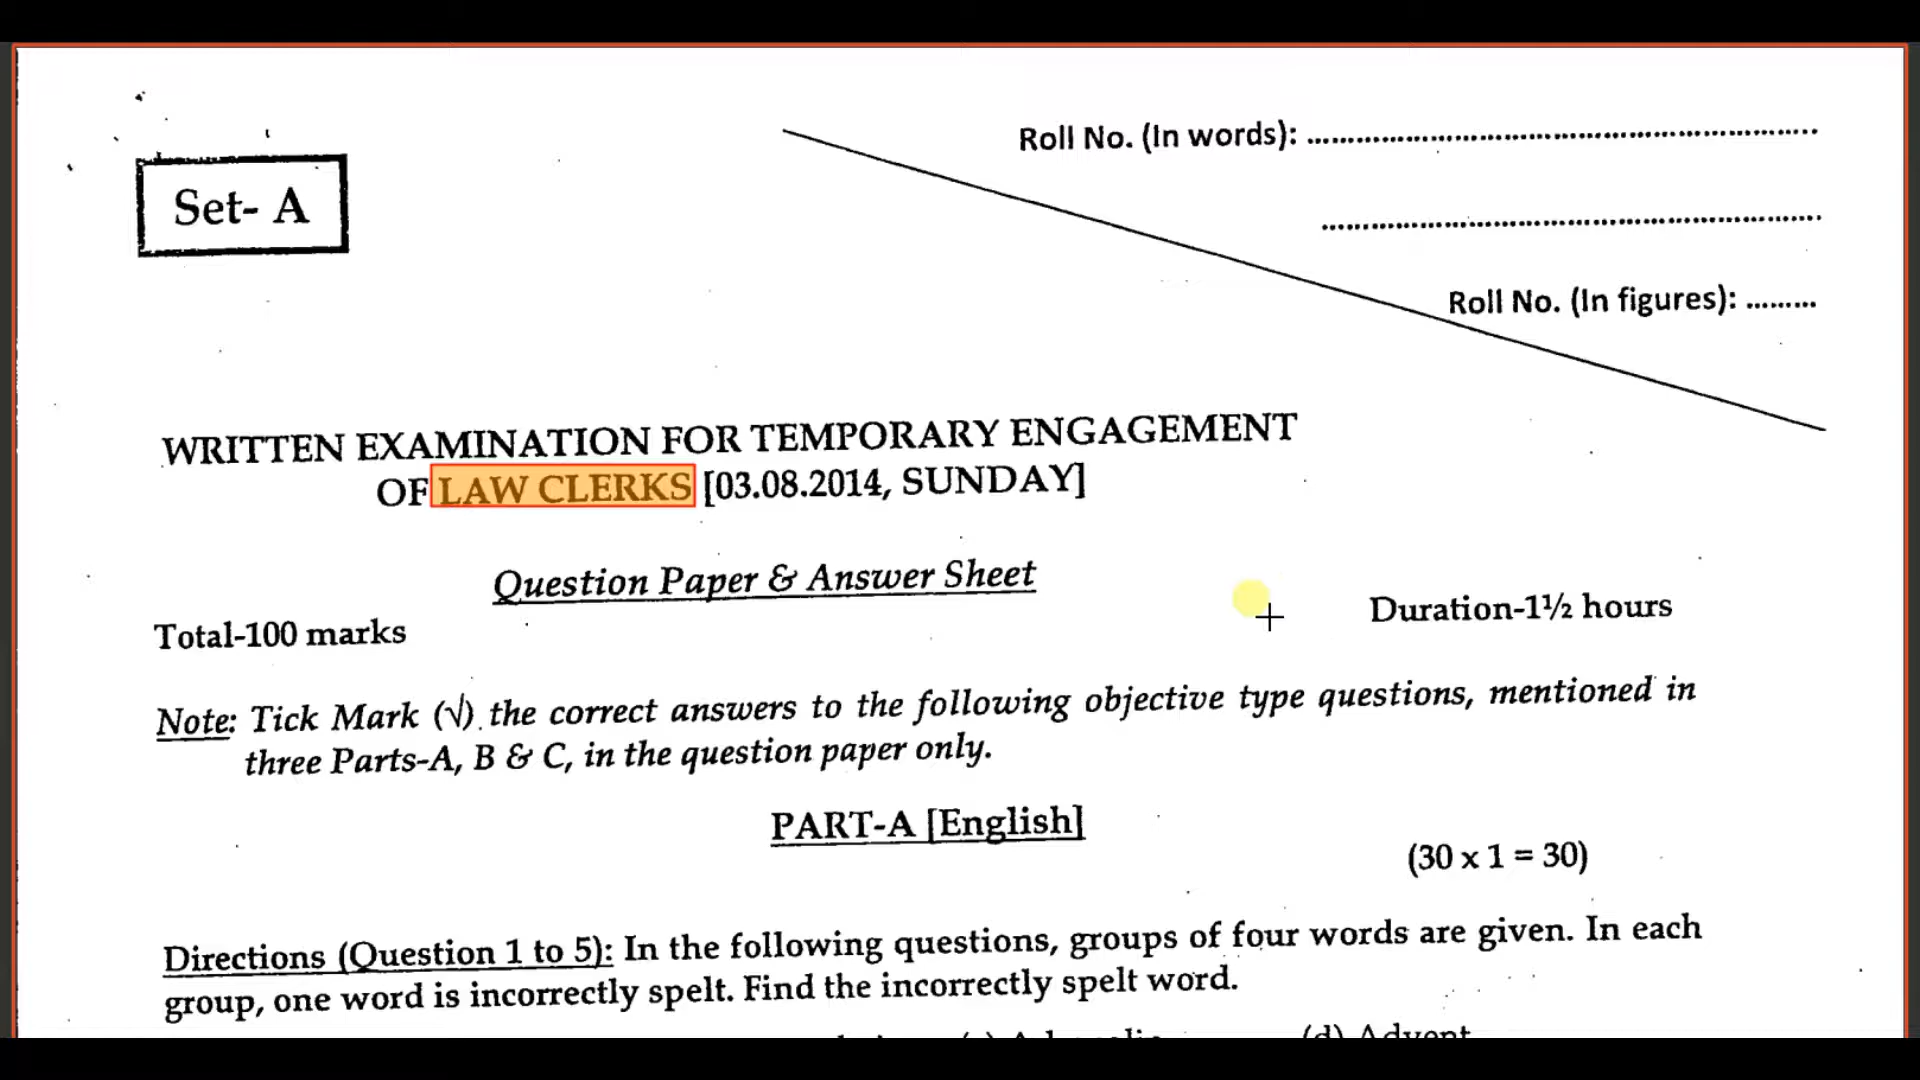 Roll No. (In words): ........................................................
Set- A
........................................................
Roll No. (In figures): .........
WRITTEN EXAMINATION FOR TEMPORARY ENGAGEMENT
OF LAW CLERKS [03.08.2014, SUNDAY]
Question Paper & Answer Sheet
Total-100 marks
Duration-1½ hours
Note: Tick Mark (√) the correct answers to the following objective type questions, mentioned in
three Parts-A, B & C, in the question paper only.
PART-A [English]
(30 x 1 = 30)
Directions (Question 1 to 5): In the following questions, groups of four words are given. In each
group, one word is incorrectly spelt. Find the incorrectly spelt word.
(d) Advent